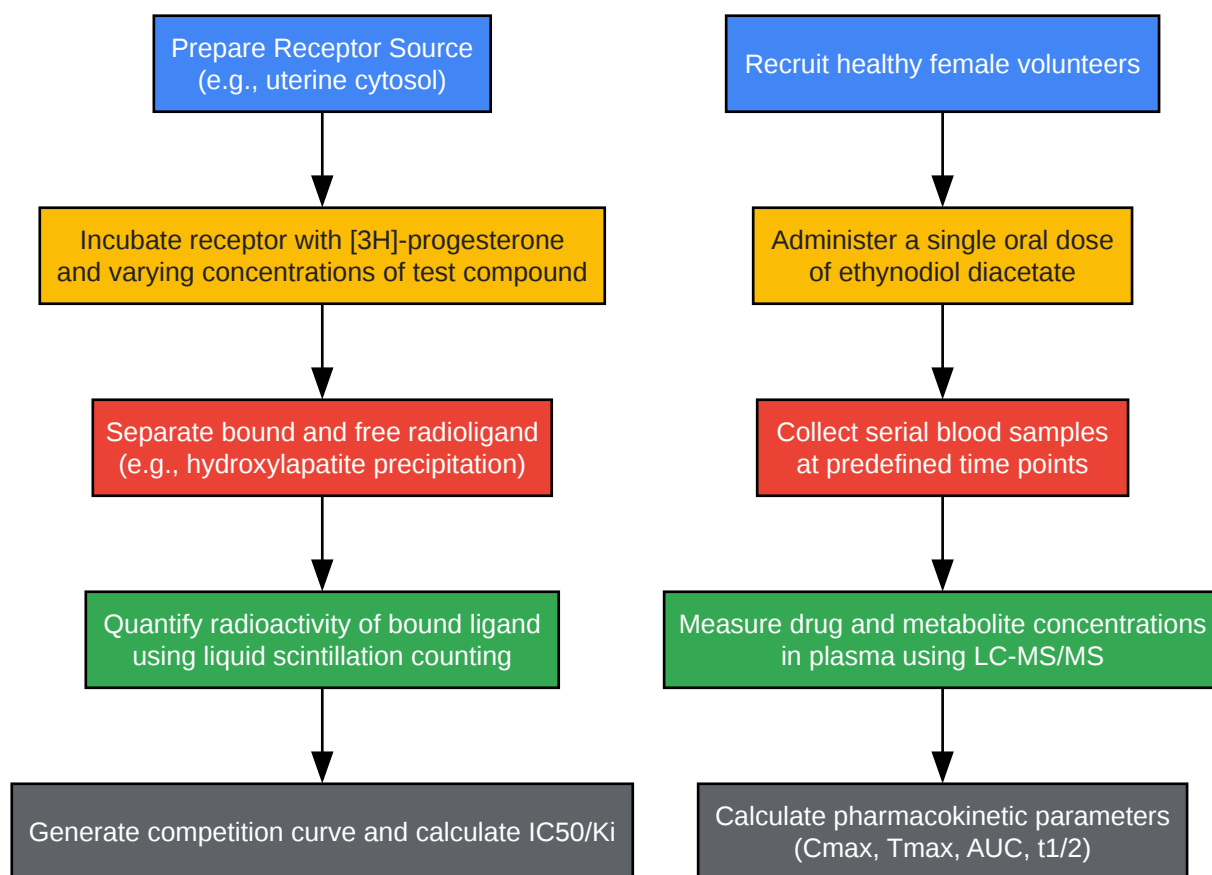 Prepare Receptor Source
(e.g., uterine cytosol)
Incubate receptor with [3H]-progesterone
and varying concentrations of test compound
Separate bound and free radioligand
(e.g., hydroxylapatite precipitation)
Quantify radioactivity of bound ligand
using liquid scintillation counting
Generate competition curve and calculate IC50/Ki
Recruit healthy female volunteers
Administer a single oral dose
of ethynodiol diacetate
Collect serial blood samples
at predefined time points
Measure drug and metabolite concentrations
in plasma using LC-MS/MS
Calculate pharmacokinetic parameters
(Cmax, Tmax, AUC, t1/2)